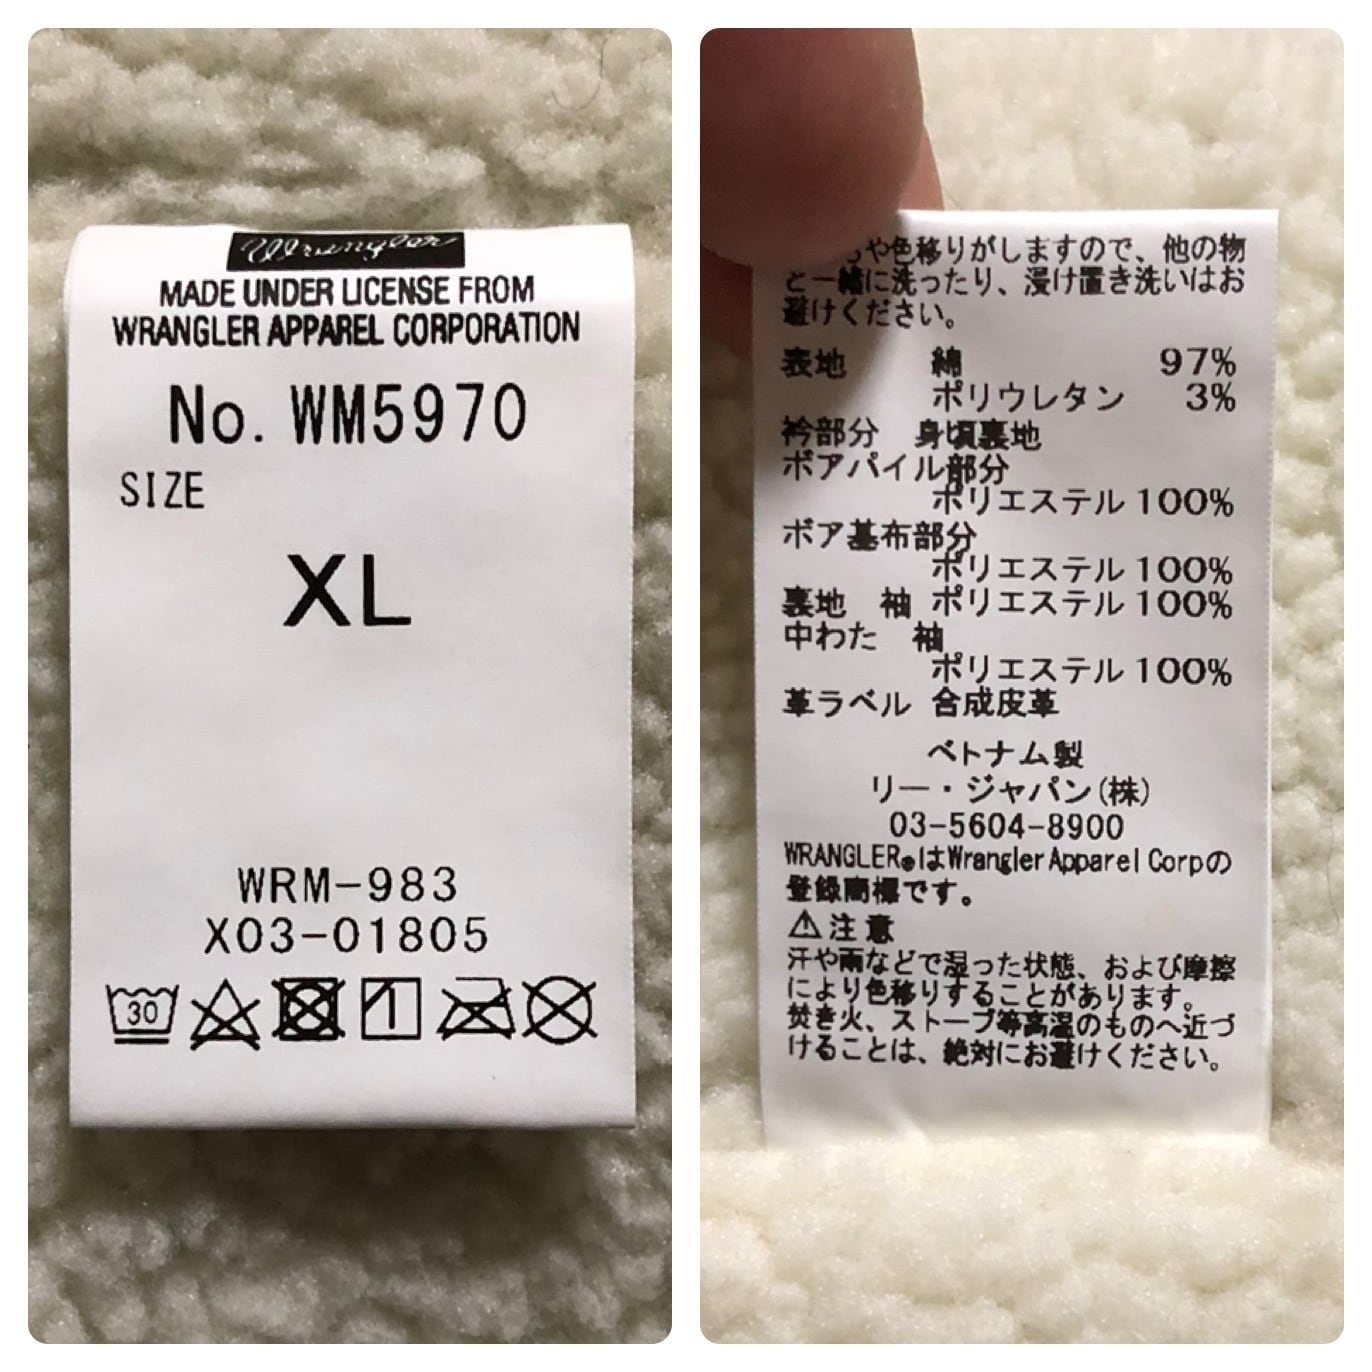 Wrangler
MADE UNDER LICENSE FROM
WRANGLER APPAREL CORPORATION
No. WM5970
SIZE
XL
WRM-983
X03-01805
30
や色移りがしますので、他の物
と一緒に洗ったり、浸け置き洗いはお
避けください。
表地 綿 97%
ポリウレタン 3%
衿部分 身頃裏地
ボアパイル部分
ポリエステル 100%
ボア基布部分
ポリエステル 100%
裏地 袖 ポリエステル 100%
中わた 袖
ポリエステル 100%
革ラベル 合成皮革
ベトナム製
リー・ジャパン(株)
03-5604-8900
WRANGLER®はWrangler Apparel Corpの
登録商標です。
⚠注意
汗や雨などで湿った状態、および摩擦
により色移りすることがあります。
焚き火、ストーブ等高温のものへ近づ
けることは、絶対にお避けください。